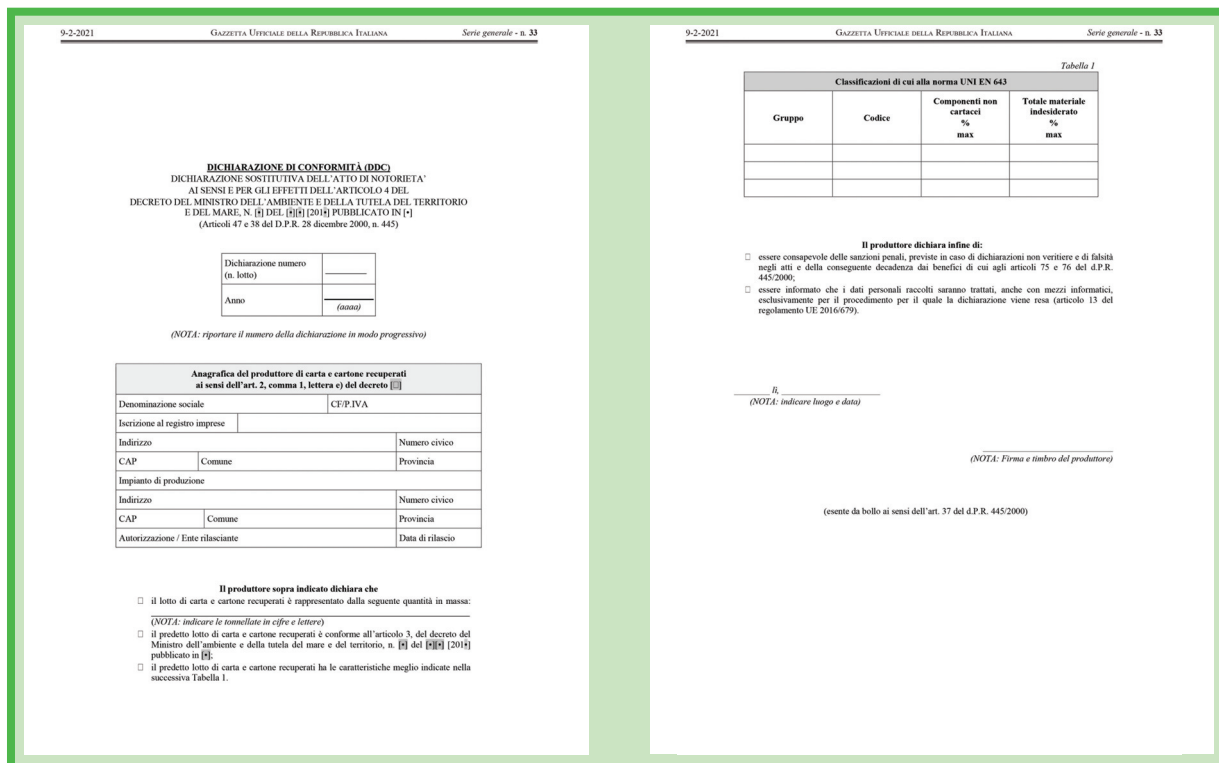 9-2-2021 GAZZETTA UFFICIALE DELLA REPUBBLICA ITALIANA Serie generale - n. 33
DICHIARAZIONE DI CONFORMITÀ (DDC)
DICHIARAZIONE SOSTITUTIVA DELL'ATTO DI NOTORIETA'
AI SENSI E PER GLI EFFETTI DELL'ARTICOLO 4 DEL
DECRETO DEL MINISTRO DELL'AMBIENTE E DELLA TUTELA DEL TERRITORIO
E DEL MARE, N. [•] DEL [•][•] [201•] PUBBLICATO IN [•]
(Articoli 47 e 38 del D.P.R. 28 dicembre 2000, n. 445)
Dichiarazione numero
(n. lotto) ________
Anno ________
(aaaa)
(NOTA: riportare il numero della dichiarazione in modo progressivo)
Anagrafica del produttore di carta e cartone recuperati
ai sensi dell'art. 2, comma 1, lettera e) del decreto [□]
Denominazione sociale CF/P.IVA
Iscrizione al registro imprese
Indirizzo Numero civico
CAP Comune Provincia
Impianto di produzione
Indirizzo Numero civico
CAP Comune Provincia
Autorizzazione / Ente rilasciante Data di rilascio
Il produttore sopra indicato dichiara che
□ il lotto di carta e cartone recuperati è rappresentato dalla seguente quantità in massa:
________
(NOTA: indicare le tonnellate in cifre e lettere)
□ il predetto lotto di carta e cartone recuperati è conforme all'articolo 3, del decreto del
Ministro dell'ambiente e della tutela del mare e del territorio, n. [•] del [•][•] [201•]
pubblicato in [•];
□ il predetto lotto di carta e cartone recuperati ha le caratteristiche meglio indicate nella
successiva Tabella 1.
9-2-2021 GAZZETTA UFFICIALE DELLA REPUBBLICA ITALIANA Serie generale - n. 33
Tabella 1
Classificazioni di cui alla norma UNI EN 643
Gruppo Codice Componenti non cartacei % max Totale materiale indesiderato % max
Il produttore dichiara infine di:
□ essere consapevole delle sanzioni penali, previste in caso di dichiarazioni non veritiere e di falsità
negli atti e della conseguente decadenza dai benefici di cui agli articoli 75 e 76 del d.P.R.
445/2000;
□ essere informato che i dati personali raccolti saranno trattati, anche con mezzi informatici,
esclusivamente per il procedimento per il quale la dichiarazione viene resa (articolo 13 del
regolamento UE 2016/679).
________ lì, ________
(NOTA: indicare luogo e data)
________
(NOTA: Firma e timbro del produttore)
(esente da bollo ai sensi dell'art. 37 del d.P.R. 445/2000)